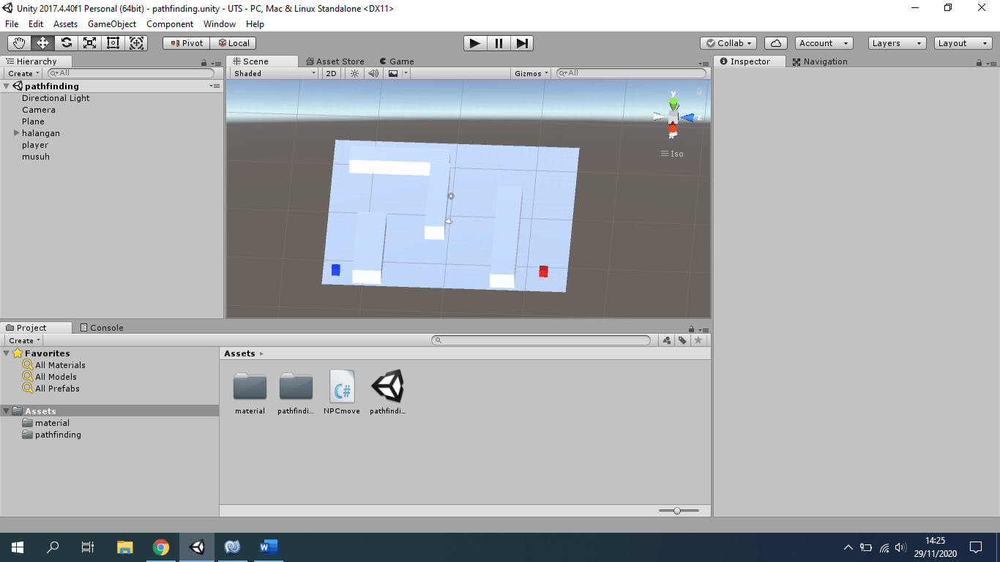 Unity 2017.4.40f1 Personal (64bit) - pathfinding.unity - UTS - PC, Mac & Linux Standalone <DX11>
File Edit Assets GameObject Component Window Help
Pivot Local Collab Account Layers Layout
Hierarchy
Create All
pathfinding
Directional Light
Camera
Plane
halangan
player
musuh
Scene Asset Store Game
Shaded 2D Gizmos All
y
z
Iso
Inspector Navigation
Project Console
Create
Favorites
All Materials
All Models
All Prefabs
Assets
material
pathfinding
Assets
material pathfindi... NPCmove pathfindi...
C#
14:25
29/11/2020